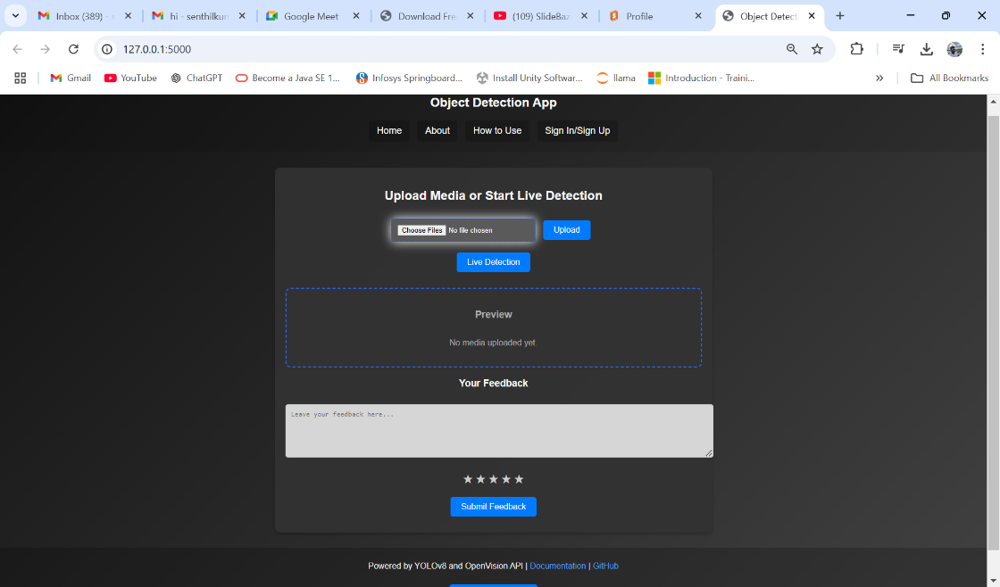 Inbox (389) -
hi - senthilkun
Google Meet
Download Fre
(109) SlideBaz
Profile
Object Detect
127.0.0.1:5000
Gmail
YouTube
ChatGPT
Become a Java SE 1...
Infosys Springboard...
Install Unity Softwar...
llama
Introduction - Traini...
All Bookmarks
Object Detection App
Home About How to Use Sign In/Sign Up
Upload Media or Start Live Detection
Choose Files No file chosen Upload
Live Detection
Preview
No media uploaded yet.
Your Feedback
Leave your feedback here...
Submit Feedback
Powered by YOLOv8 and OpenVision API | Documentation | GitHub